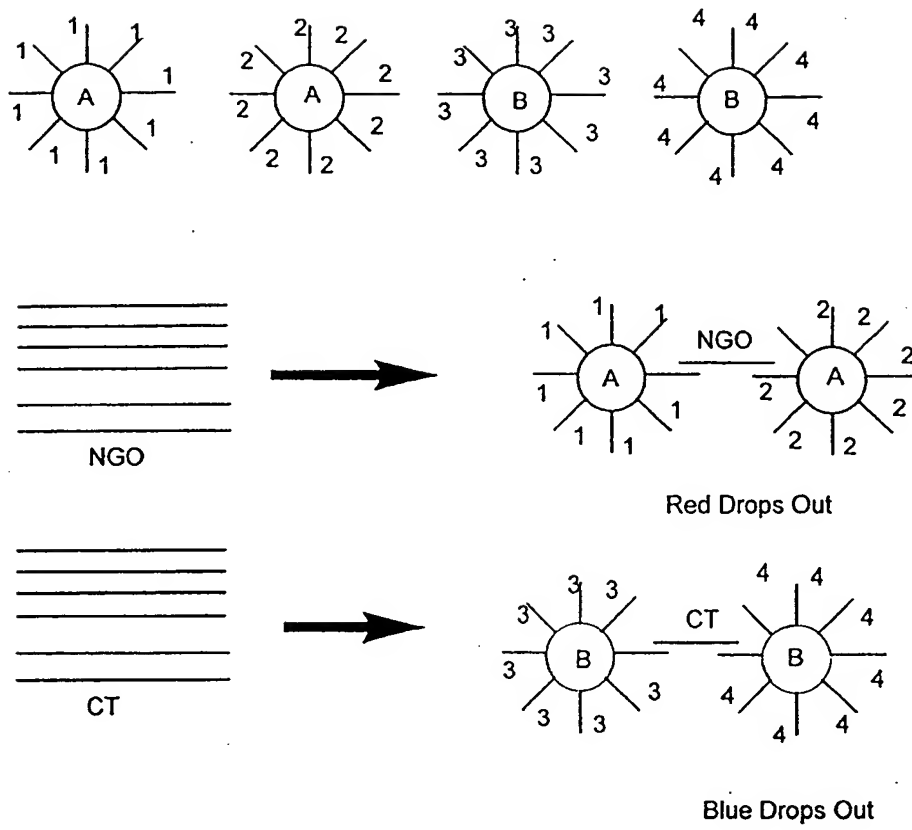 1 1 1 1 1 A 1 1 1 1
2 2 2 2 A 2 2 2 2
3 3 3 3 B 3 3 3 3
4 4 4 4 B 4 4 4 4
NGO
1 1 1 A 1 1 1 1
NGO
2 2 2 A 2 2 2 2
Red Drops Out
CT
3 3 3 B 3 3 3 3
CT
4 4 4 B 4 4 4 4
Blue Drops Out